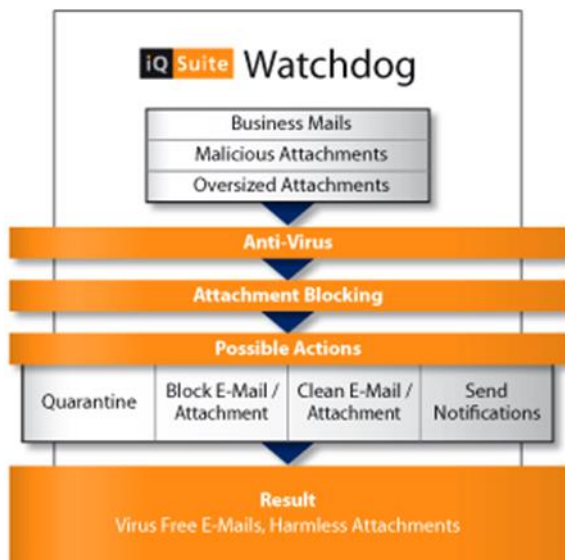 iQ Suite Watchdog
Business Mails
Malicious Attachments
Oversized Attachments
Anti-Virus
Attachment Blocking
Possible Actions
Quarantine
Block E-Mail /
Attachment
Clean E-Mail /
Attachment
Send
Notifications
Result
Virus Free E-Mails, Harmless Attachments